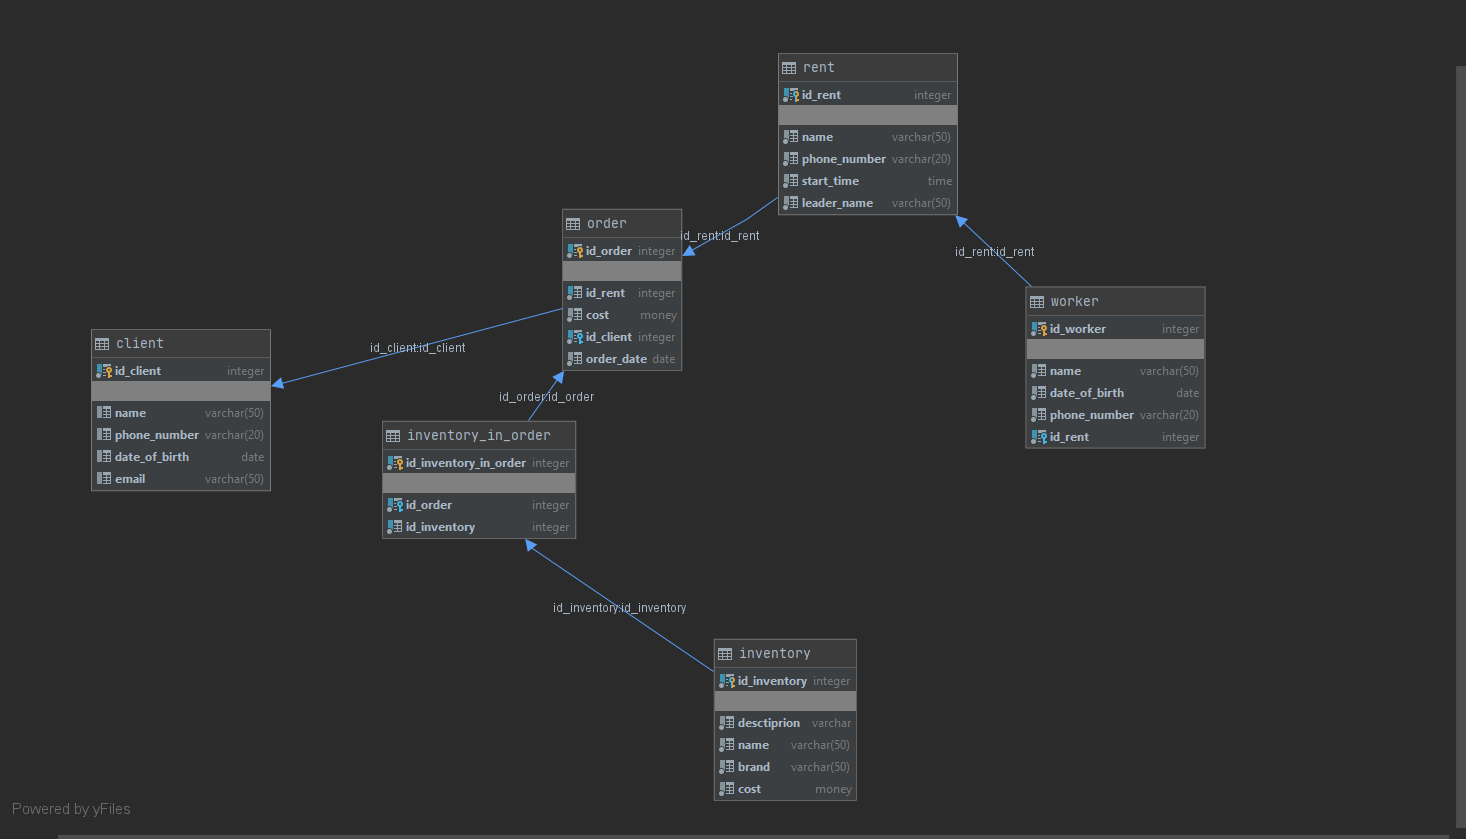 rent
id_rent integer
name varchar(50)
phone_number varchar(20)
start_time time
leader_name varchar(50)
order
id_order integer
id_rent integer
cost money
id_client integer
order_date date
id_rent:id_rent
id_rent:id_rent
worker
id_worker integer
name varchar(50)
date_of_birth date
phone_number varchar(20)
id_rent integer
client
id_client integer
name varchar(50)
phone_number varchar(20)
date_of_birth date
email varchar(50)
id_client:id_client
id_order:id_order
inventory_in_order
id_inventory_in_order integer
id_order integer
id_inventory integer
id_inventory:id_inventory
inventory
id_inventory integer
desctiprion varchar
name varchar(50)
brand varchar(50)
cost money
Powered by yFiles